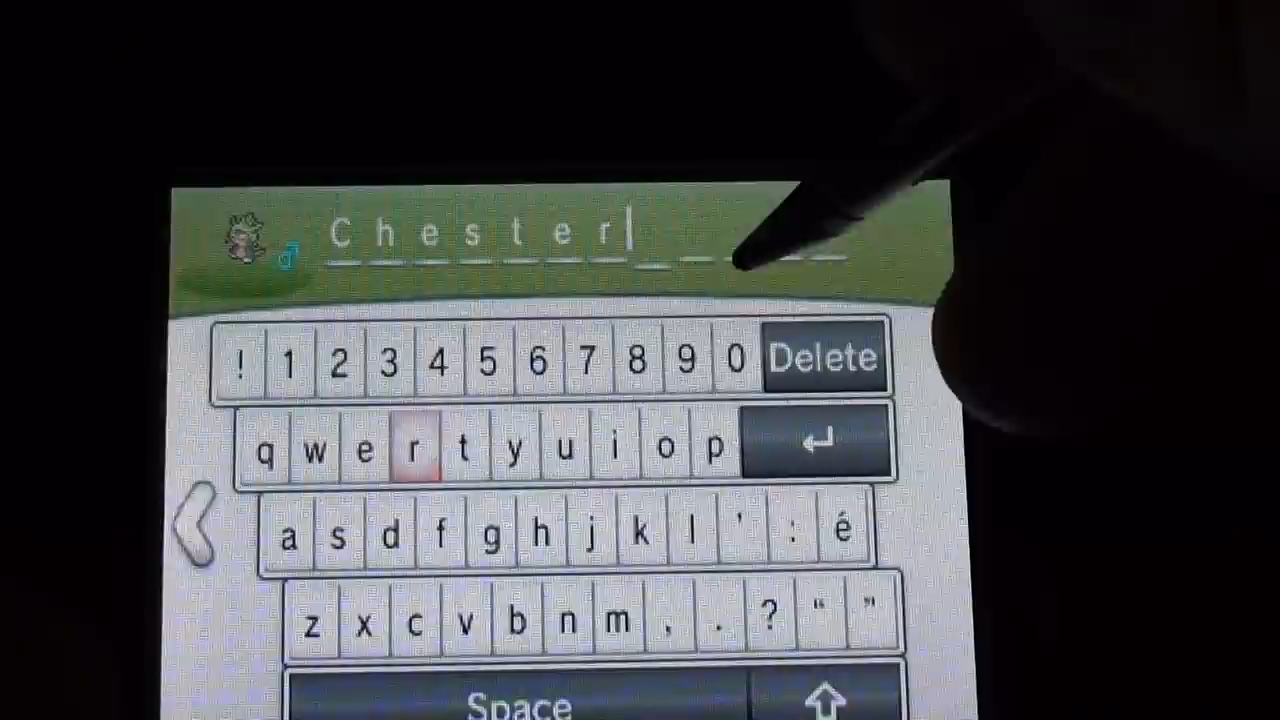 Chester
! 1 2 3 4 5 6 7 8 9 0 Delete
q w e r t y u i o p
a s d f g h j k l ' : é
z x c v b n m , . ? “ ”
Space